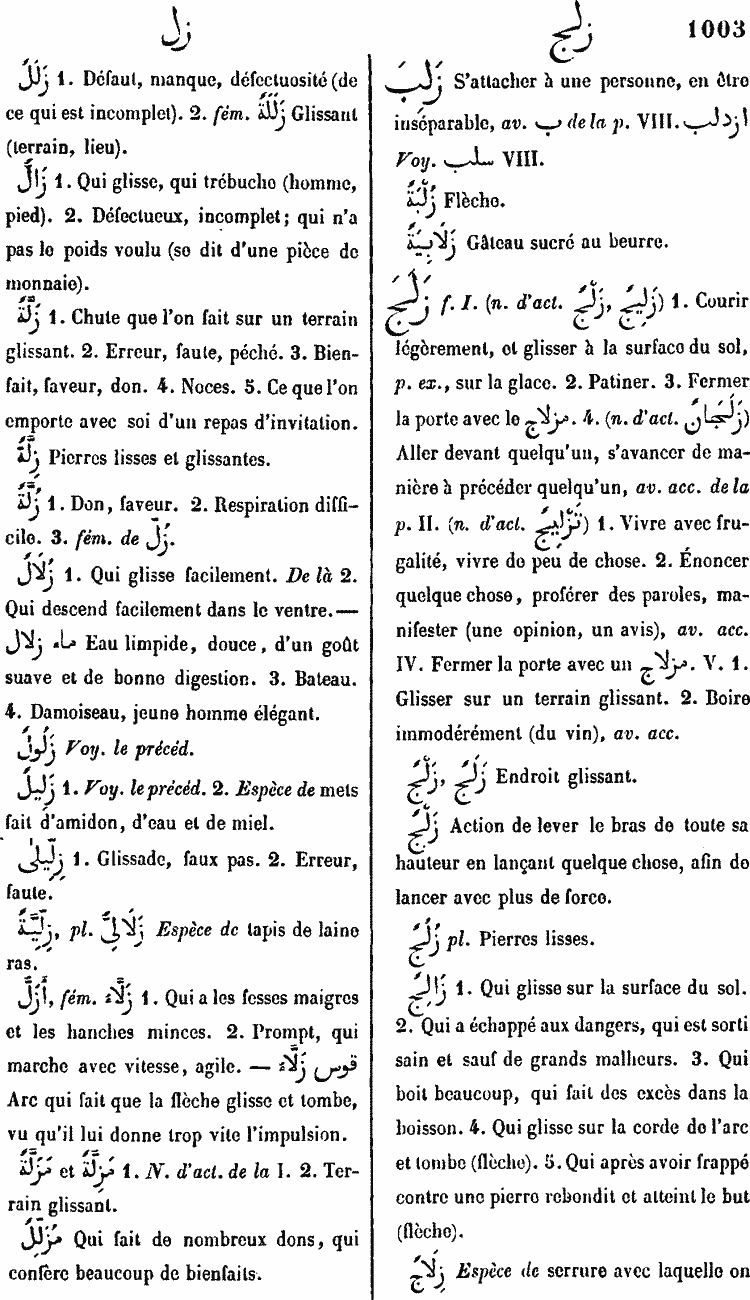 زل
زلج
1003
زَلَلٌ 1. Défaut, manque, défectuosité (de
ce qui est incomplet). 2. fém. زَلَلَةٌ Glissant
(terrain, lieu).
زَالٌّ 1. Qui glisse, qui trébuche (homme,
pied). 2. Défectueux, incomplet; qui n'a
pas le poids voulu (se dit d'une pièce de
monnaie).
زَلَّةٌ 1. Chute que l'on fait sur un terrain
glissant. 2. Erreur, faute, péché. 3. Bien-
fait, faveur, don. 4. Noces. 5. Ce que l'on
emporte avec soi d'un repas d'invitation.
زِلَّةٌ Pierres lisses et glissantes.
زُلَّةٌ 1. Don, faveur. 2. Respiration diffi-
cile. 3. fém. de زُلّ.
زُلَالٌ 1. Qui glisse facilement. De là 2.
Qui descend facilement dans le ventre.—
ماء زلال Eau limpide, douce, d'un goût
suave et de bonne digestion. 3. Bateau.
4. Damoiseau, jeune homme élégant.
زَلُولٌ Voy. le précéd.
زَلِيلٌ 1. Voy. le précéd. 2. Espèce de mets
fait d'amidon, d'eau et de miel.
زِلِّيلَى 1. Glissade, faux pas. 2. Erreur,
faute.
زِلِّيَّةٌ, pl. زَلَالِيُّ Espèce de tapis de laine
ras.
أَزَلُّ, fém. زَلَّاءُ 1. Qui a les fesses maigres
et les hanches minces. 2. Prompt, qui
marche avec vitesse, agile. — قوس زَلَّاءُ
Arc qui fait que la flèche glisse et tombe,
vu qu'il lui donne trop vite l'impulsion.
مَزَلَّةٌ et مَزِلَّةٌ 1. N. d'act. de la I. 2. Ter-
rain glissant.
مُزَلِّلٌ Qui fait de nombreux dons, qui
confère beaucoup de bienfaits.
زَلِبَ S'attacher à une personne, en être
inséparable, av. ب de la p. VIII. ازدلب
Voy. سلب VIII.
زُلْبَةٌ Flèche.
زَلَابِيَةٌ Gâteau sucré au beurre.
زَلَجَ f. I. (n. d'act. زَلْجٌ, زَلِيجٌ) 1. Courir
légèrement, et glisser à la surface du sol,
p. ex., sur la glace. 2. Patiner. 3. Fermer
la porte avec le مزلاج. 4. (n. d'act. زَلَجَانٌ)
Aller devant quelqu'un, s'avancer de ma-
nière à précéder quelqu'un, av. acc. de la
p. II. (n. d'act. تَزْلِيجٌ) 1. Vivre avec fru-
galité, vivre de peu de chose. 2. Énoncer
quelque chose, proférer des paroles, ma-
nifester (une opinion, un avis), av. acc.
IV. Fermer la porte avec un مزلاج. V. 1.
Glisser sur un terrain glissant. 2. Boire
immodérément (du vin), av. acc.
زَلْجٌ, زَلَجٌ Endroit glissant.
زَلْجٌ Action de lever le bras de toute sa
hauteur en lançant quelque chose, afin de
lancer avec plus de force.
زُلُجٌ pl. Pierres lisses.
زَالِجٌ 1. Qui glisse sur la surface du sol.
2. Qui a échappé aux dangers, qui est sorti
sain et sauf de grands malheurs. 3. Qui
boit beaucoup, qui fait des excès dans la
boisson. 4. Qui glisse sur la corde de l'arc
et tombe (flèche). 5. Qui après avoir frappé
contre une pierre rebondit et atteint le but
(flèche).
زِلَاجٌ Espèce de serrure avec laquelle on